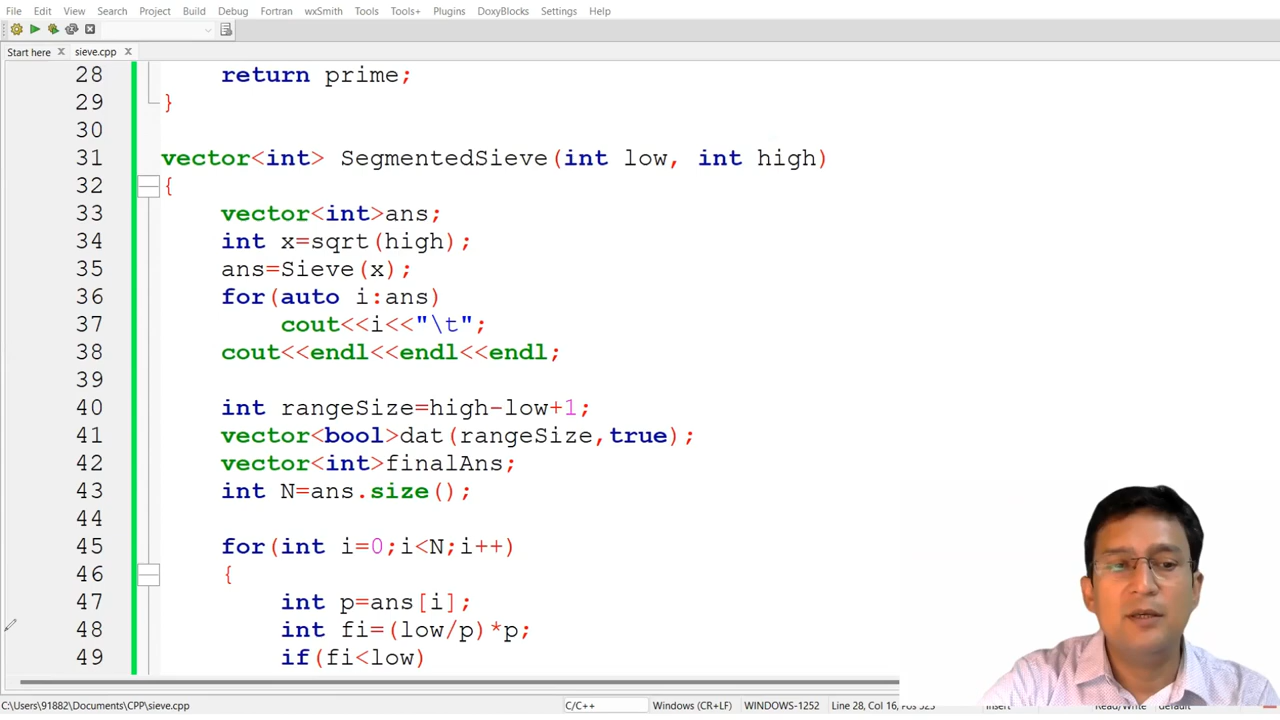 File Edit View Search Project Build Debug Fortran wxSmith Tools Tools+ Plugins DoxyBlocks Settings Help
Start here sieve.cpp
28 return prime;
29 }
30
31 vector<int> SegmentedSieve(int low, int high)
32 {
33 vector<int>ans;
34 int x=sqrt(high);
35 ans=Sieve(x);
36 for(auto i:ans)
37 cout<<i<<"\t";
38 cout<<endl<<endl<<endl;
39
40 int rangeSize=high-low+1;
41 vector<bool>dat(rangeSize,true);
42 vector<int>finalAns;
43 int N=ans.size();
44
45 for(int i=0;i<N;i++)
46 {
47 int p=ans[i];
48 int fi=(low/p)*p;
49 if(fi<low)
C:\Users\91882\Documents\CPP\sieve.cpp C/C++ Windows (CR+LF) WINDOWS-1252 Line 28, Col 16, Pos 523 Insert Read/Write default